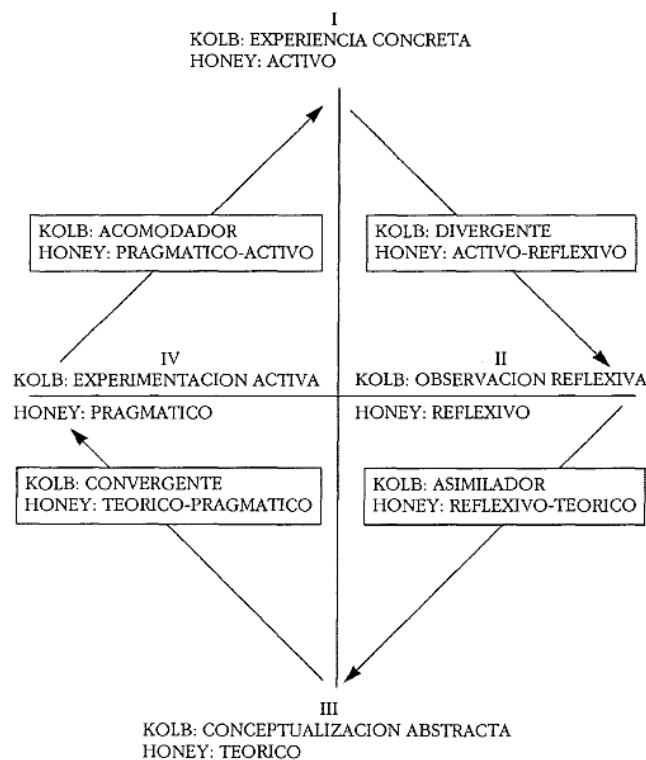 I
KOLB: EXPERIENCIA CONCRETA
HONEY: ACTIVO
KOLB: ACOMODADOR
HONEY: PRAGMATICO-ACTIVO
KOLB: DIVERGENTE
HONEY: ACTIVO-REFLEXIVO
IV
KOLB: EXPERIMENTACION ACTIVA
HONEY: PRAGMATICO
II
KOLB: OBSERVACION REFLEXIVA
HONEY: REFLEXIVO
KOLB: CONVERGENTE
HONEY: TEORICO-PRAGMATICO
KOLB: ASIMILADOR
HONEY: REFLEXIVO-TEORICO
III
KOLB: CONCEPTUALIZACION ABSTRACTA
HONEY: TEORICO